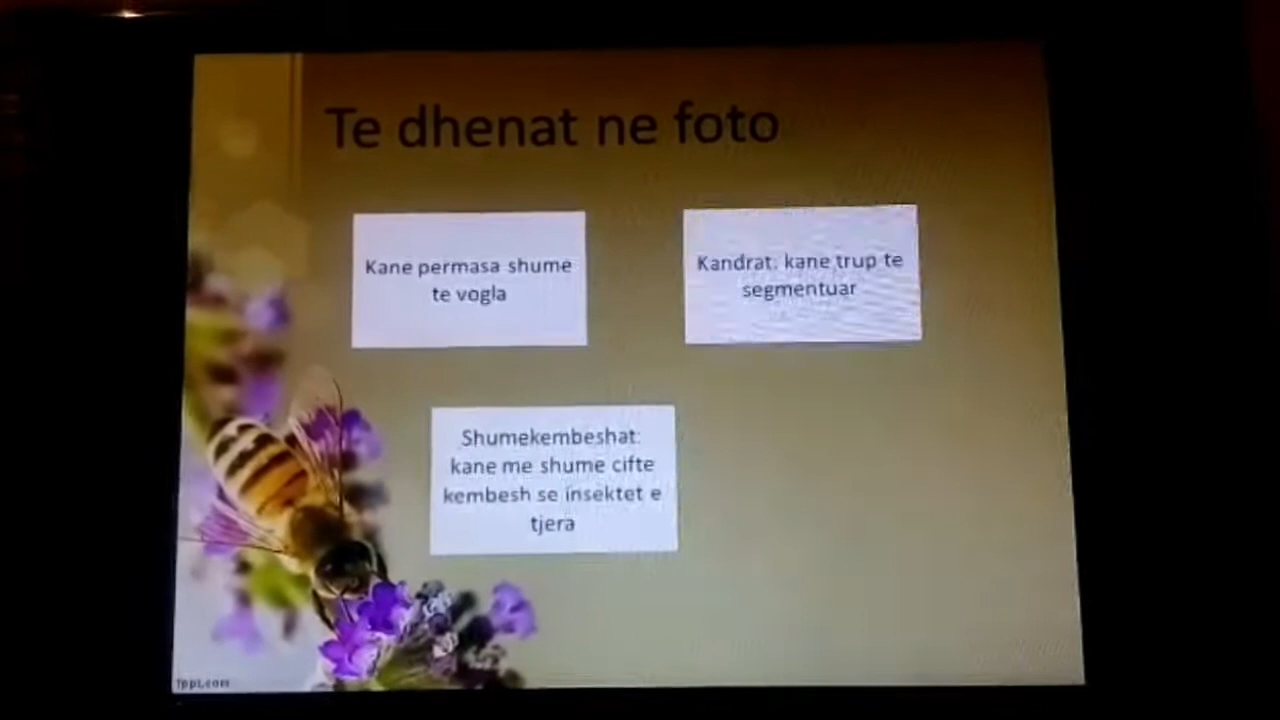 Te dhenat ne foto
Kane permasa shume
te vogla
Kandrat: kane trup te
segmentuar
Shumekembeshat:
kane me shume cifte
kembesh se insektet e
tjera
fppt.com